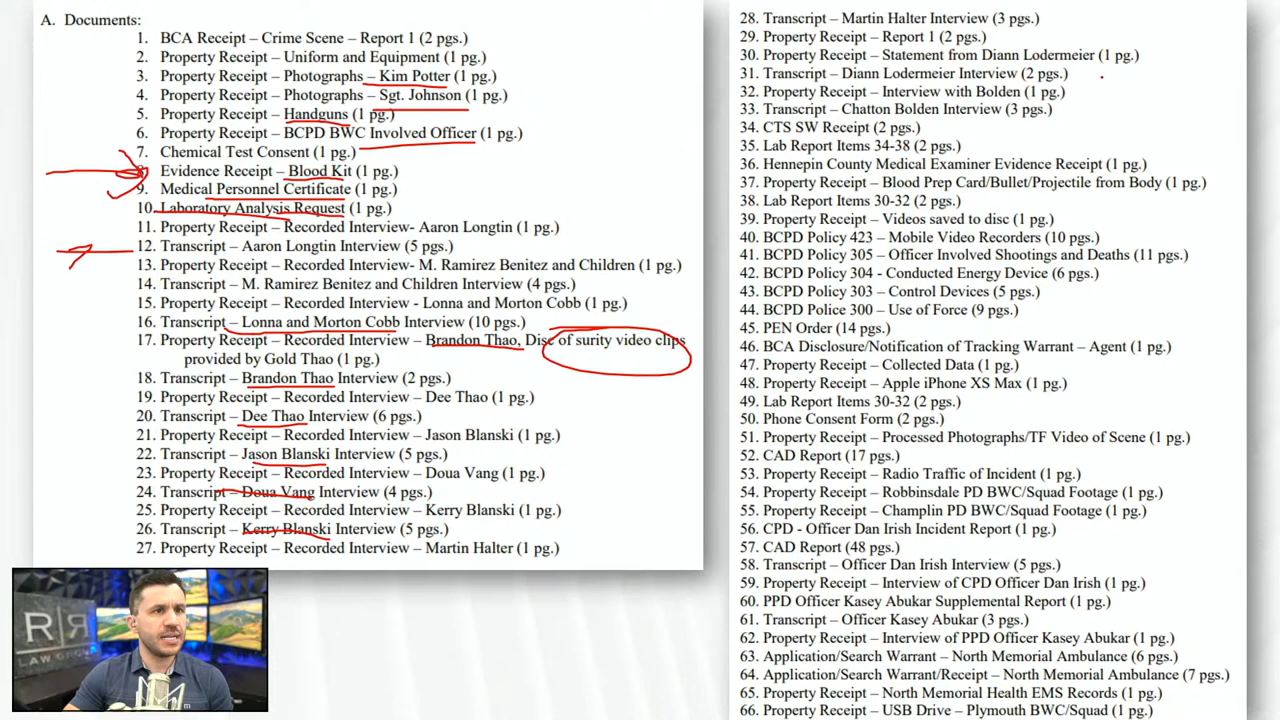 A. Documents:
1. BCA Receipt – Crime Scene – Report 1 (2 pgs.)
2. Property Receipt – Uniform and Equipment (1 pg.)
3. Property Receipt – Photographs – Kim Potter (1 pg.)
4. Property Receipt – Photographs – Sgt. Johnson (1 pg.)
5. Property Receipt – Handguns (1 pg.)
6. Property Receipt – BCPD BWC Involved Officer (1 pg.)
7. Chemical Test Consent (1 pg.)
8. Evidence Receipt – Blood Kit (1 pg.)
9. Medical Personnel Certificate (1 pg.)
10. Laboratory Analysis Request (1 pg.)
11. Property Receipt – Recorded Interview- Aaron Longtin (1 pg.)
12. Transcript – Aaron Longtin Interview (5 pgs.)
13. Property Receipt – Recorded Interview- M. Ramirez Benitez and Children (1 pg.)
14. Transcript – M. Ramirez Benitez and Children Interview (4 pgs.)
15. Property Receipt – Recorded Interview - Lonna and Morton Cobb (1 pg.)
16. Transcript – Lonna and Morton Cobb Interview (10 pgs.)
17. Property Receipt – Recorded Interview – Brandon Thao, Disc of surity video clips
provided by Gold Thao (1 pg.)
18. Transcript – Brandon Thao Interview (2 pgs.)
19. Property Receipt – Recorded Interview – Dee Thao (1 pg.)
20. Transcript – Dee Thao Interview (6 pgs.)
21. Property Receipt – Recorded Interview – Jason Blanski (1 pg.)
22. Transcript – Jason Blanski Interview (5 pgs.)
23. Property Receipt – Recorded Interview – Doua Vang (1 pg.)
24. Transcript – Doua Vang Interview (4 pgs.)
25. Property Receipt – Recorded Interview – Kerry Blanski (1 pg.)
26. Transcript – Kerry Blanski Interview (5 pgs.)
27. Property Receipt – Recorded Interview – Martin Halter (1 pg.)
28. Transcript – Martin Halter Interview (3 pgs.)
29. Property Receipt – Report 1 (2 pgs.)
30. Property Receipt – Statement from Diann Lodermeier (1 pg.)
31. Transcript – Diann Lodermeier Interview (2 pgs.)
32. Property Receipt – Interview with Bolden (1 pg.)
33. Transcript – Chatton Bolden Interview (3 pgs.)
34. CTS SW Receipt (2 pgs.)
35. Lab Report Items 34-38 (2 pgs.)
36. Hennepin County Medical Examiner Evidence Receipt (1 pg.)
37. Property Receipt – Blood Prep Card/Bullet/Projectile from Body (1 pg.)
38. Lab Report Items 30-32 (2 pgs.)
39. Property Receipt – Videos saved to disc (1 pg.)
40. BCPD Policy 423 – Mobile Video Recorders (10 pgs.)
41. BCPD Policy 305 – Officer Involved Shootings and Deaths (11 pgs.)
42. BCPD Policy 304 - Conducted Energy Device (6 pgs.)
43. BCPD Policy 303 – Control Devices (5 pgs.)
44. BCPD Police 300 – Use of Force (9 pgs.)
45. PEN Order (14 pgs.)
46. BCA Disclosure/Notification of Tracking Warrant – Agent (1 pg.)
47. Property Receipt – Collected Data (1 pg.)
48. Property Receipt – Apple iPhone XS Max (1 pg.)
49. Lab Report Items 30-32 (2 pgs.)
50. Phone Consent Form (2 pgs.)
51. Property Receipt – Processed Photographs/TF Video of Scene (1 pg.)
52. CAD Report (17 pgs.)
53. Property Receipt – Radio Traffic of Incident (1 pg.)
54. Property Receipt – Robbinsdale PD BWC/Squad Footage (1 pg.)
55. Property Receipt – Champlin PD BWC/Squad Footage (1 pg.)
56. CPD - Officer Dan Irish Incident Report (1 pg.)
57. CAD Report (48 pgs.)
58. Transcript – Officer Dan Irish Interview (5 pgs.)
59. Property Receipt – Interview of CPD Officer Dan Irish (1 pg.)
60. PPD Officer Kasey Abukar Supplemental Report (1 pg.)
61. Transcript – Officer Kasey Abukar (3 pgs.)
62. Property Receipt – Interview of PPD Officer Kasey Abukar (1 pg.)
63. Application/Search Warrant – North Memorial Ambulance (6 pgs.)
64. Application/Search Warrant/Receipt – North Memorial Ambulance (7 pgs.)
65. Property Receipt – North Memorial Health EMS Records (1 pg.)
66. Property Receipt – USB Drive – Plymouth BWC/Squad (1 pg.)
R R
LAW GROUP